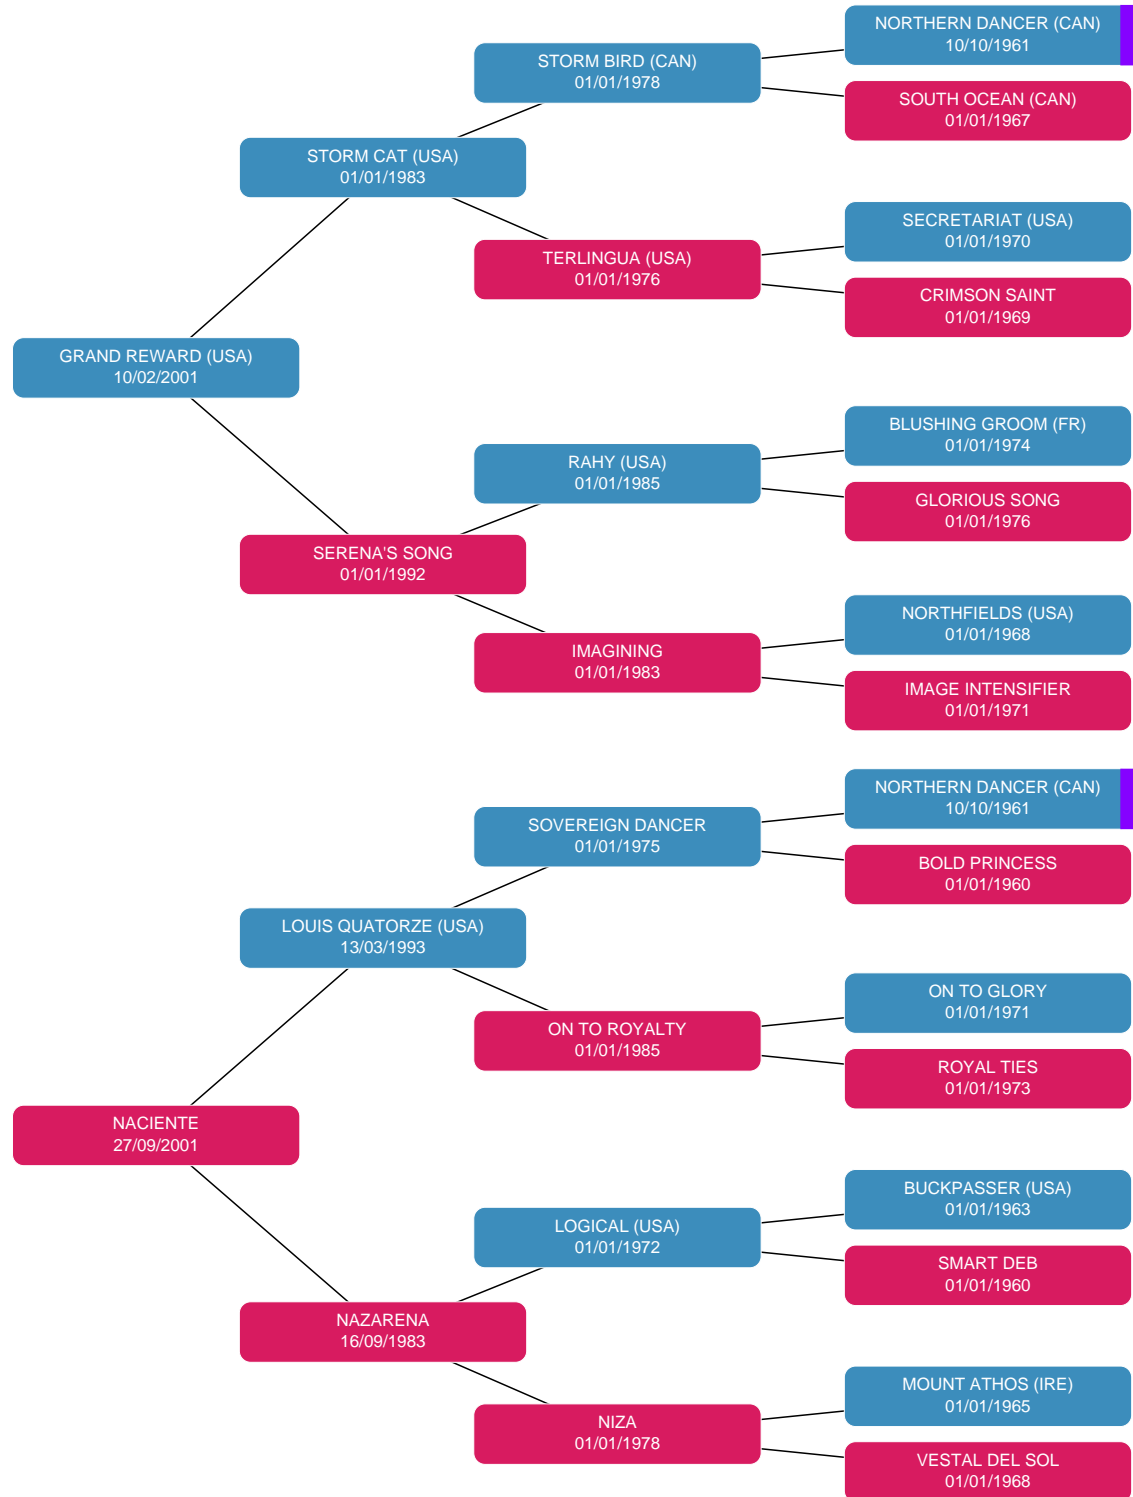 NORTHERN DANCER (CAN)
10/10/1961
STORM BIRD (CAN)
01/01/1978
SOUTH OCEAN (CAN)
01/01/1967
STORM CAT (USA)
01/01/1983
SECRETARIAT (USA)
01/01/1970
TERLINGUA (USA)
01/01/1976
CRIMSON SAINT
01/01/1969
GRAND REWARD (USA)
10/02/2001
BLUSHING GROOM (FR)
01/01/1974
RAHY (USA)
01/01/1985
GLORIOUS SONG
01/01/1976
SERENA'S SONG
01/01/1992
NORTHFIELDS (USA)
01/01/1968
IMAGINING
01/01/1983
IMAGE INTENSIFIER
01/01/1971
NORTHERN DANCER (CAN)
10/10/1961
SOVEREIGN DANCER
01/01/1975
BOLD PRINCESS
01/01/1960
LOUIS QUATORZE (USA)
13/03/1993
ON TO GLORY
01/01/1971
ON TO ROYALTY
01/01/1985
ROYAL TIES
01/01/1973
NACIENTE
27/09/2001
BUCKPASSER (USA)
01/01/1963
LOGICAL (USA)
01/01/1972
SMART DEB
01/01/1960
NAZARENA
16/09/1983
MOUNT ATHOS (IRE)
01/01/1965
NIZA
01/01/1978
VESTAL DEL SOL
01/01/1968